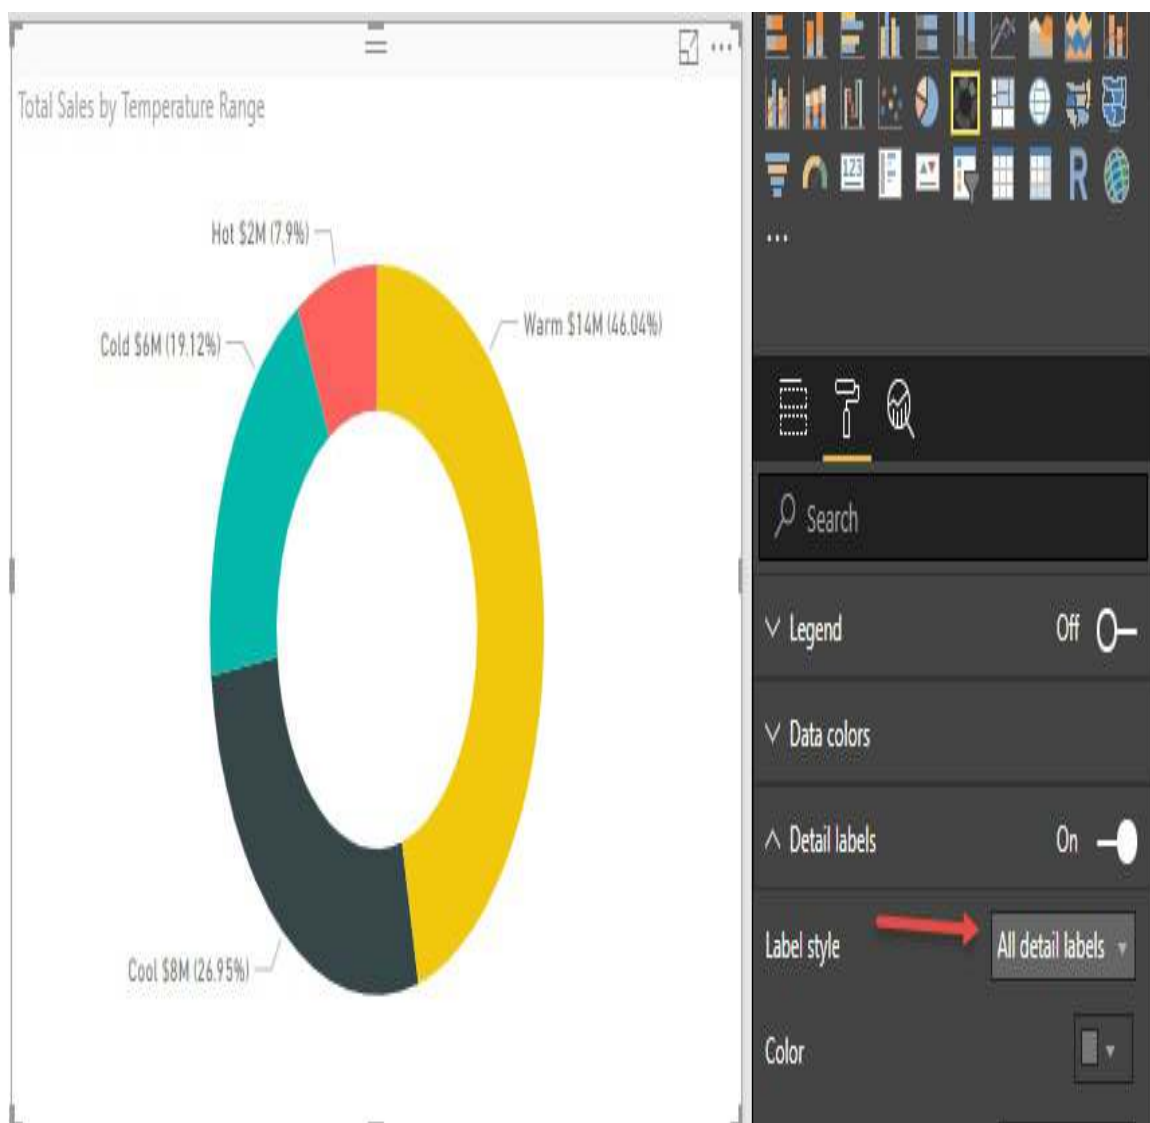 Total Sales by Temperature Range
Hot $2M (7.9%)
Warm $14M (46.04%)
Cold $6M (19.12%)
Cool $8M (26.95%)
123
R
Search
Legend Off
Data colors
Detail labels On
Label style All detail labels
Color